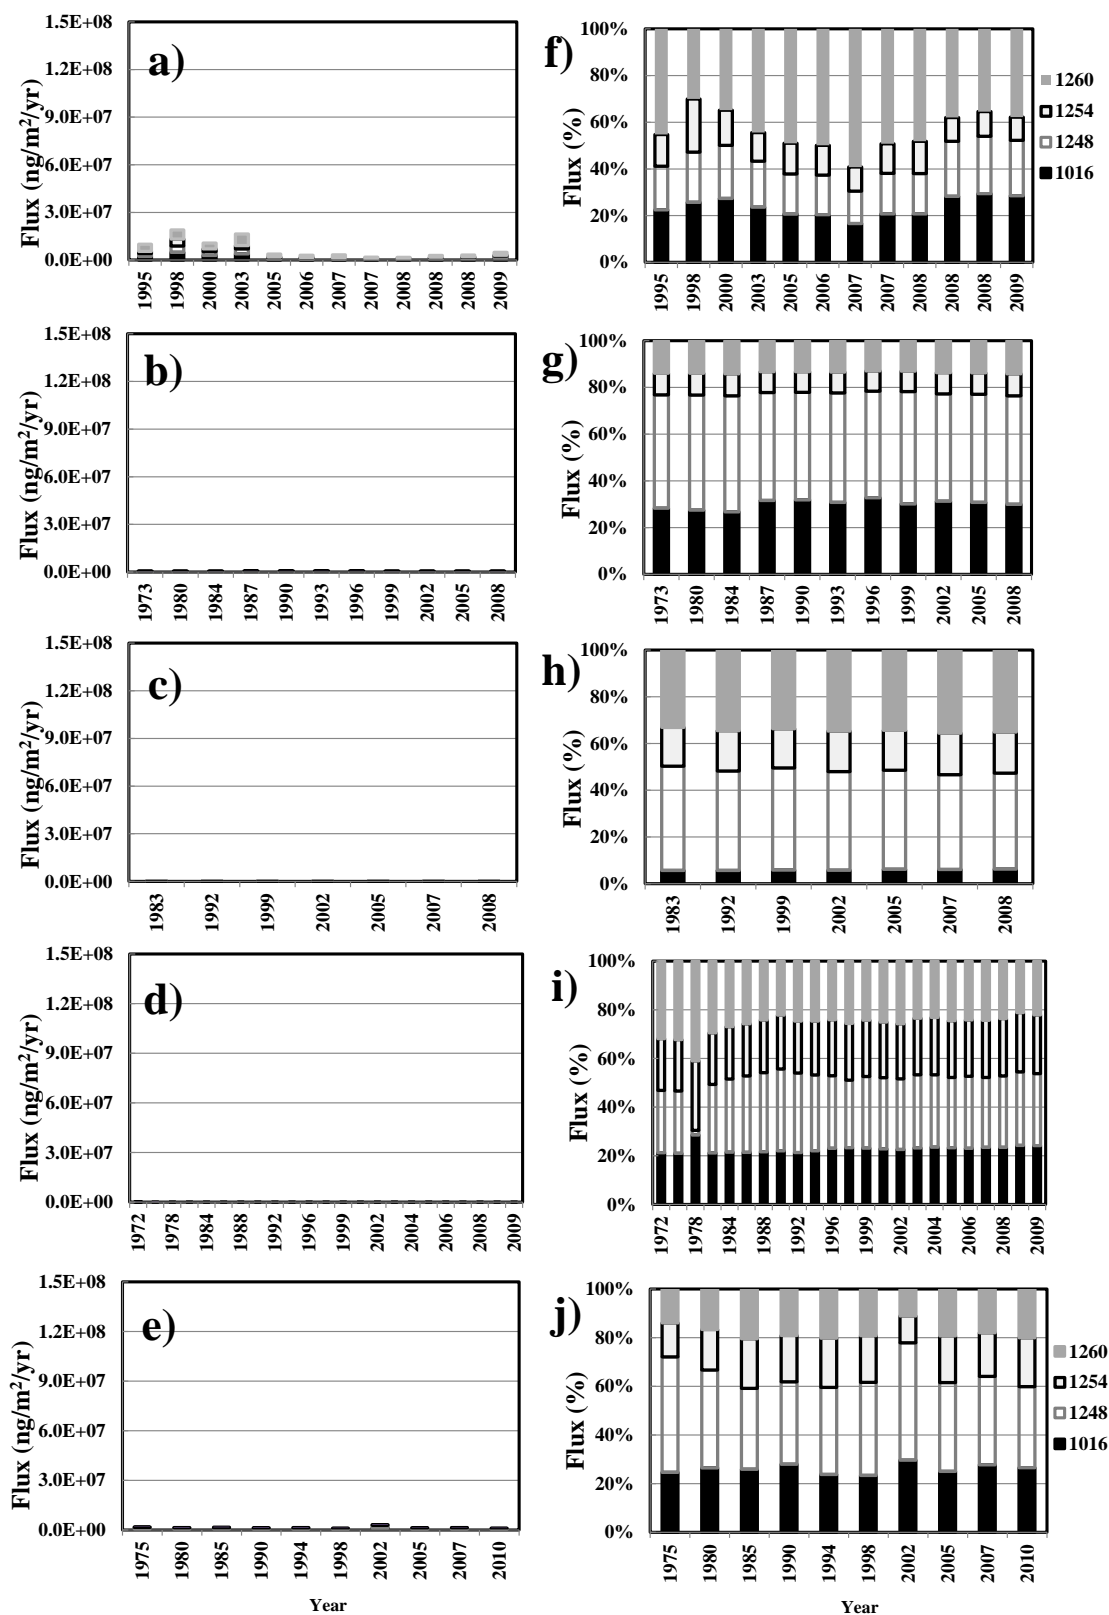 a)
Flux (ng/m²/yr)
1.5E+08
1.2E+08
9.0E+07
6.0E+07
3.0E+07
0.0E+00
1995 1998 2000 2003 2005 2006 2007 2007 2008 2008 2008 2009
f)
Flux (%)
100%
80%
60%
40%
20%
0%
1995 1998 2000 2003 2005 2006 2007 2007 2008 2008 2008 2009
1260
1254
1248
1016
b)
Flux (ng/m²/yr)
1.5E+08
1.2E+08
9.0E+07
6.0E+07
3.0E+07
0.0E+00
1973 1980 1984 1987 1990 1993 1996 1999 2002 2005 2008
g)
Flux (%)
100%
80%
60%
40%
20%
0%
1973 1980 1984 1987 1990 1993 1996 1999 2002 2005 2008
c)
Flux (ng/m²/yr)
1.5E+08
1.2E+08
9.0E+07
6.0E+07
3.0E+07
0.0E+00
1983 1992 1999 2002 2005 2007 2008
h)
Flux (%)
100%
80%
60%
40%
20%
0%
1983 1992 1999 2002 2005 2007 2008
d)
Flux (ng/m²/yr)
1.5E+08
1.2E+08
9.0E+07
6.0E+07
3.0E+07
0.0E+00
1972 1978 1984 1988 1992 1996 1999 2002 2004 2006 2008 2009
i)
Flux (%)
100%
80%
60%
40%
20%
0%
1972 1978 1984 1988 1992 1996 1999 2002 2004 2006 2008 2009
e)
Flux (ng/m²/yr)
1.5E+08
1.2E+08
9.0E+07
6.0E+07
3.0E+07
0.0E+00
1975 1980 1985 1990 1994 1998 2002 2005 2007 2010
Year
j)
Flux (%)
100%
80%
60%
40%
20%
0%
1975 1980 1985 1990 1994 1998 2002 2005 2007 2010
Year
1260
1254
1248
1016